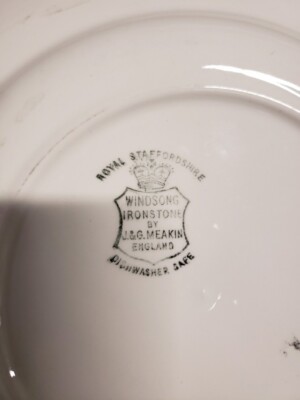 ROYAL STAFFORDSHIRE
WINDSONG
IRONSTONE
BY
J.&G.MEAKIN
ENGLAND
DISHWASHER SAFE